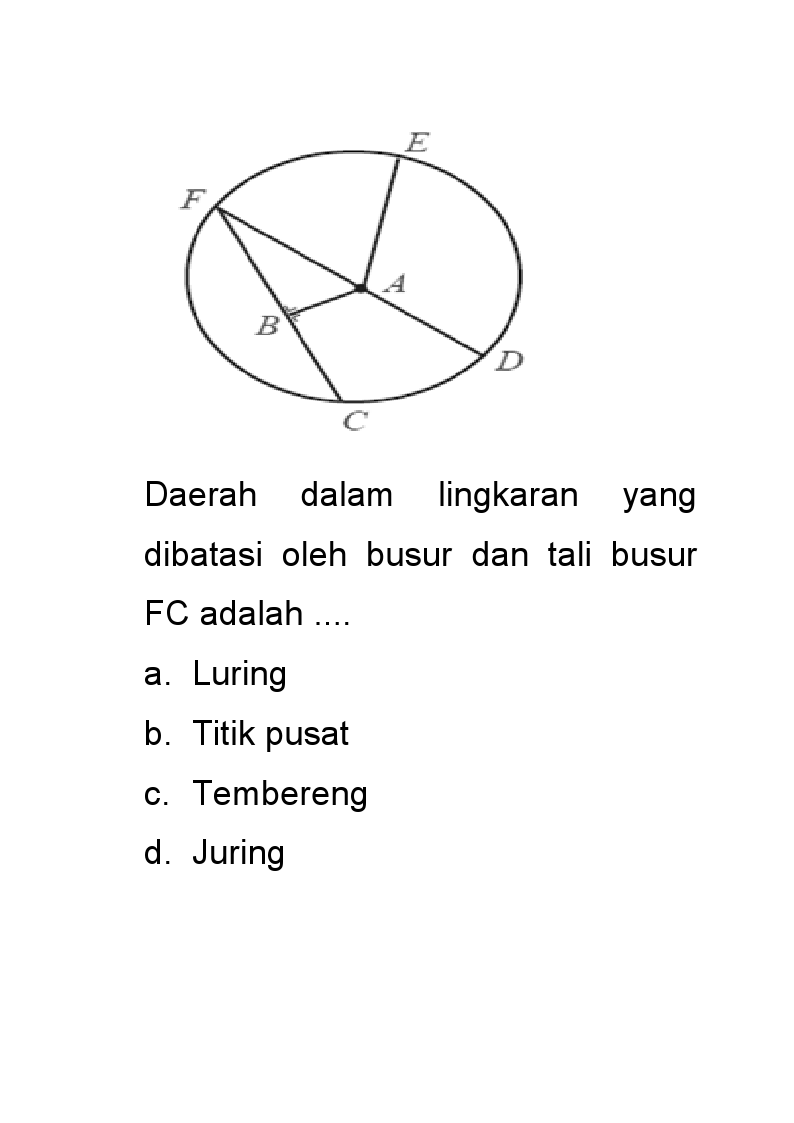 E
F
A
B
D
C
Daerah dalam lingkaran yang
dibatasi oleh busur dan tali busur
FC adalah ....
a. Luring
b. Titik pusat
c. Tembereng
d. Juring